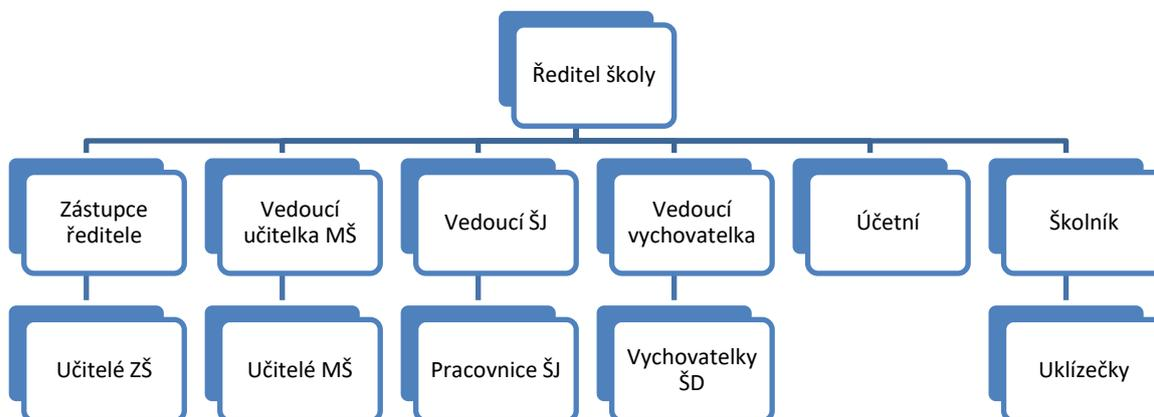 Ředitel školy
Zástupce
ředitele
Vedoucí
učitelka MŠ
Vedoucí ŠJ
Vedoucí
vychovatelka
Účetní
Školník
Učitelé ZŠ
Učitelé MŠ
Pracovnice ŠJ
Vychovatelky
ŠD
Uklízečky